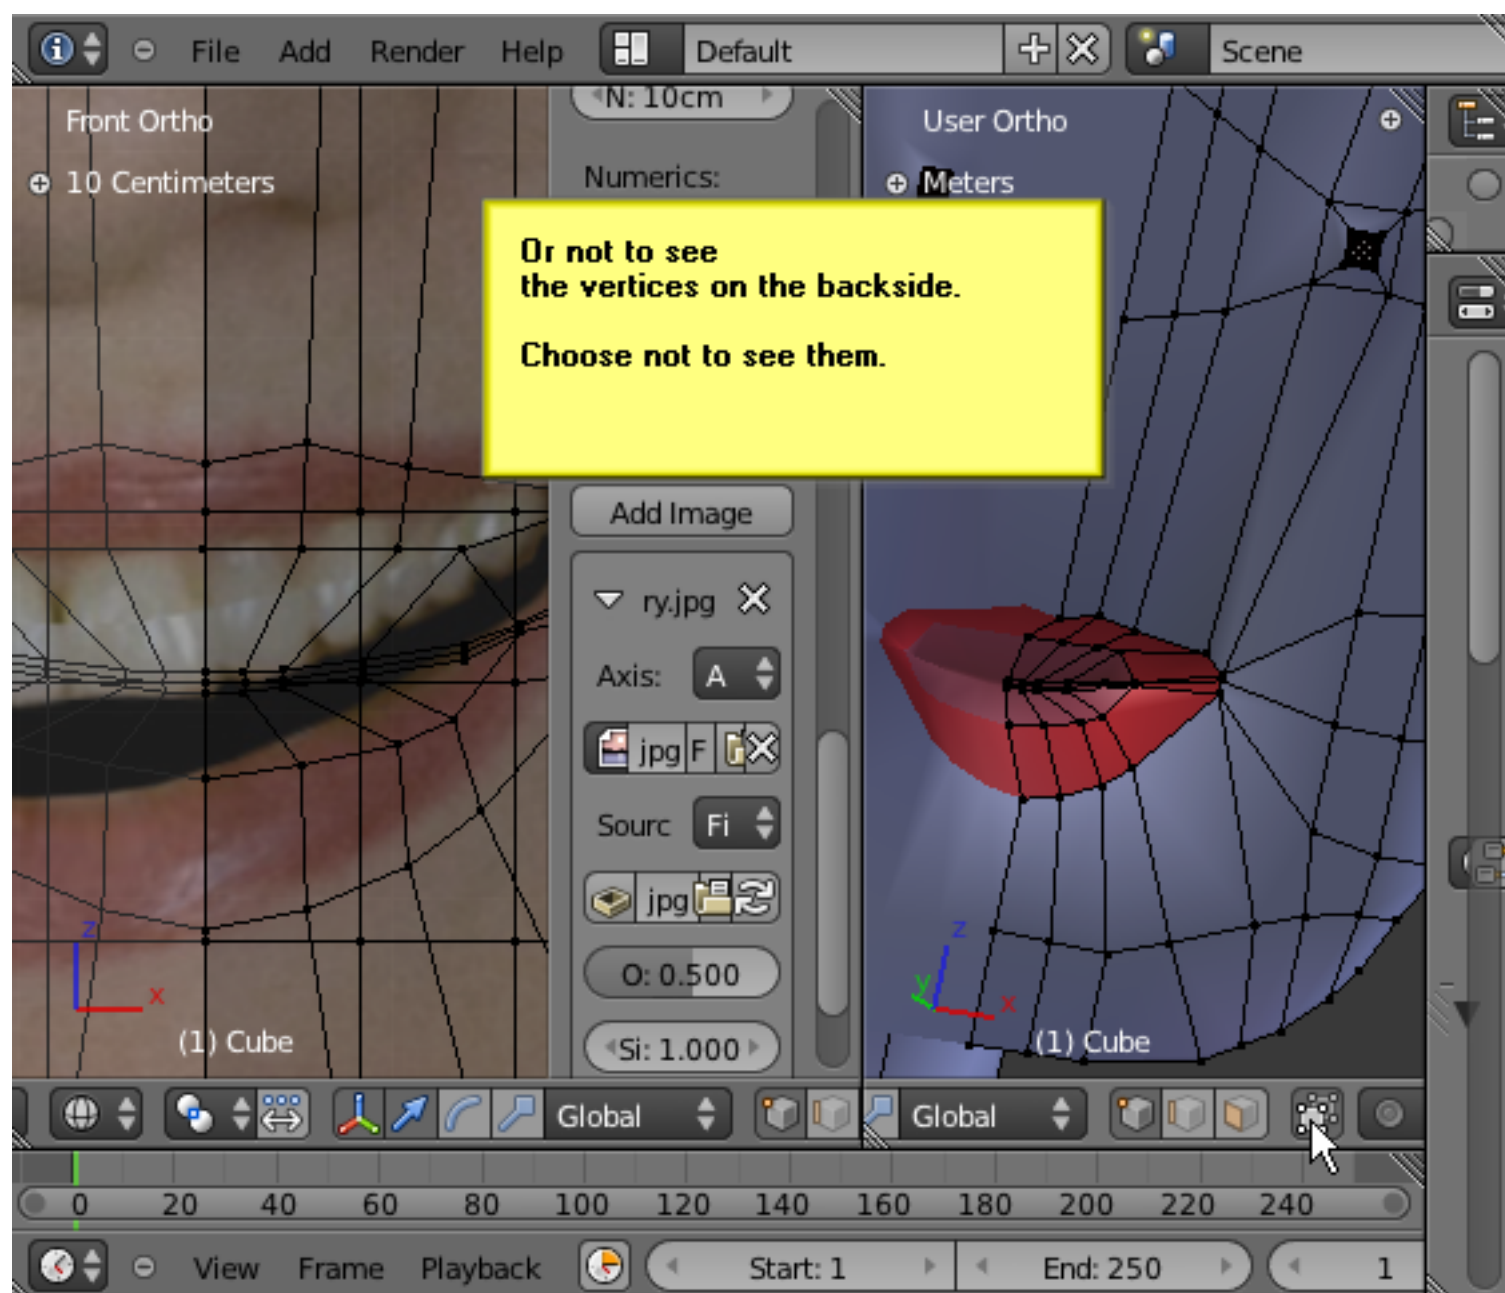 File Add Render Help Default Scene
Front Ortho
10 Centimeters
N: 10cm
Numerics:
User Ortho
Meters
Or not to see
the vertices on the backside.
Choose not to see them.
Add Image
ry.jpg
Axis: A
jpg F
Sourc Fi
jpg
O: 0.500
Si: 1.000
z
x
(1) Cube
z
y
x
(1) Cube
Global
Global
0 20 40 60 80 100 120 140 160 180 200 220 240
View Frame Playback Start: 1 End: 250 1